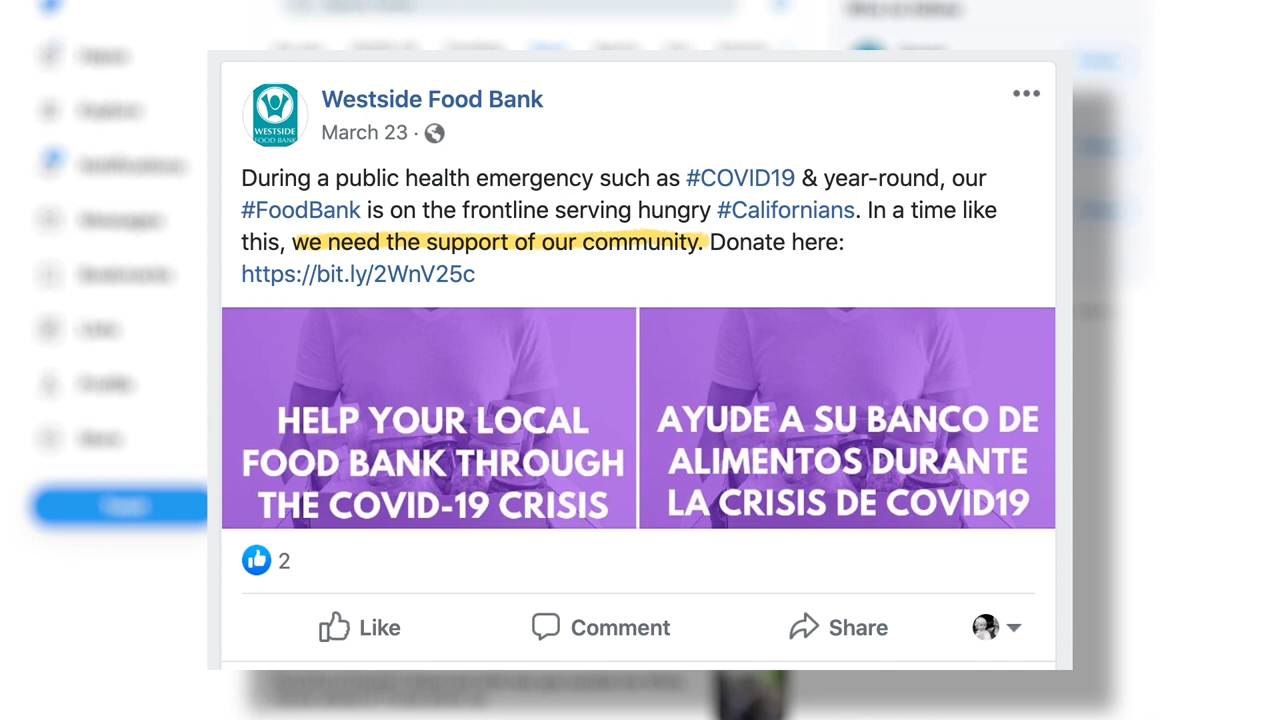 Westside Food Bank
March 23 ·
WESTSIDE
FOOD BANK
During a public health emergency such as #COVID19 & year-round, our
#FoodBank is on the frontline serving hungry #Californians. In a time like
this, we need the support of our community. Donate here:
https://bit.ly/2WnV25c
HELP YOUR LOCAL
FOOD BANK THROUGH
THE COVID-19 CRISIS
AYUDE A SU BANCO DE
ALIMENTOS DURANTE
LA CRISIS DE COVID19
2
Like
Comment
Share